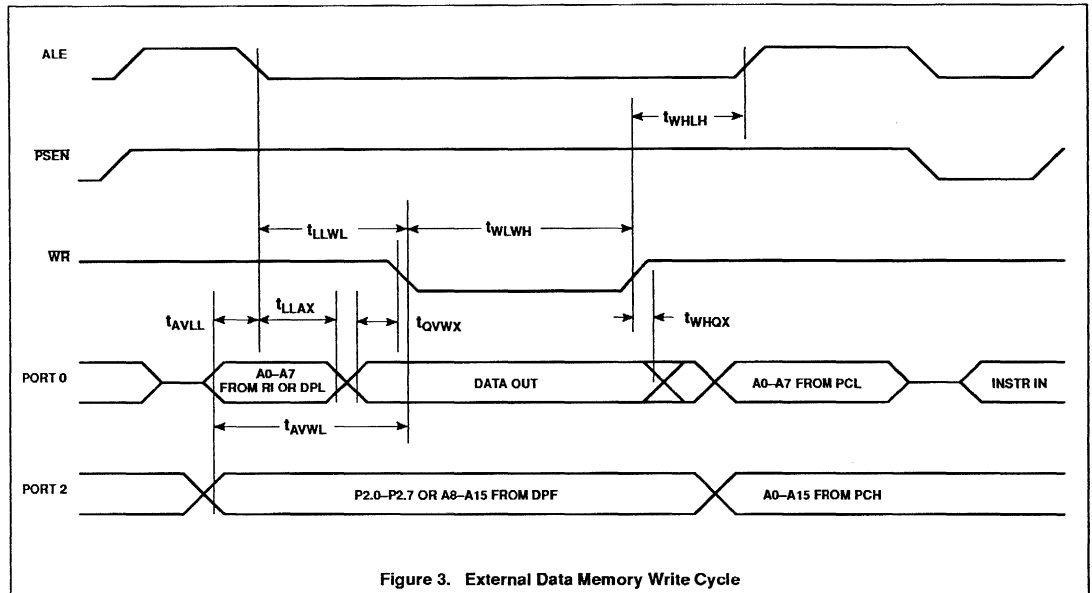 ALE
tWHLH
PSEN
tLLWL
tWLWH
WR
tAVLL
tLLAX
tQVWX
tWHQX
PORT 0
A0–A7
FROM RI OR DPL
DATA OUT
A0–A7 FROM PCL
INSTR IN
tAVWL
PORT 2
P2.0–P2.7 OR A8–A15 FROM DPF
A0–A15 FROM PCH
Figure 3. External Data Memory Write Cycle